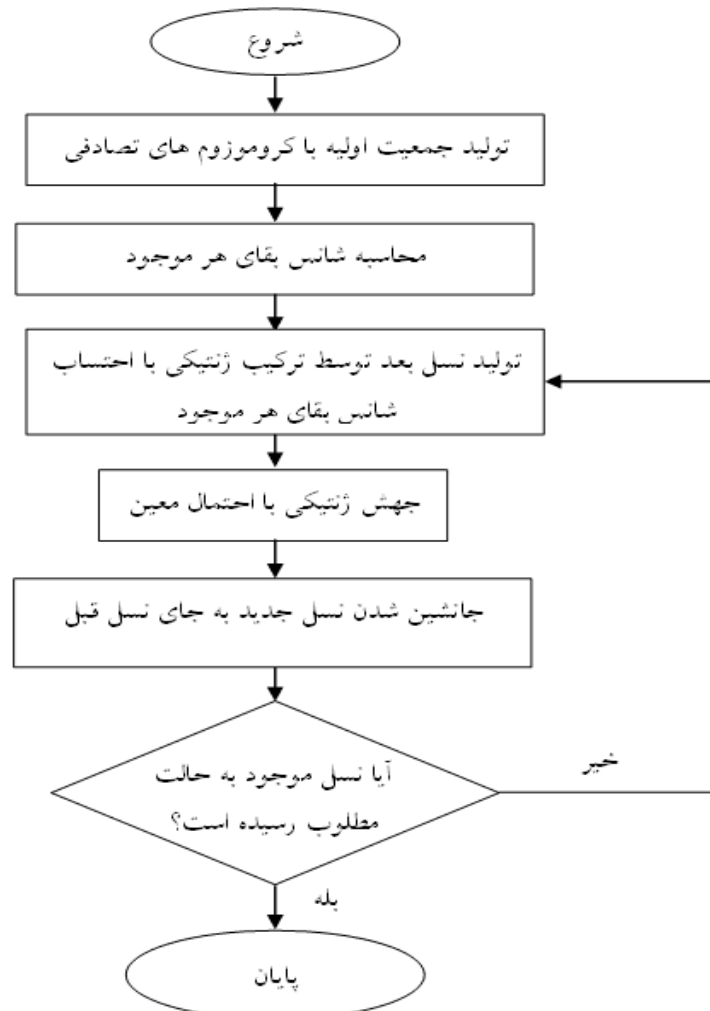 شروع
تولید جمعیت اولیه با کروموزوم های تصادفی
محاسبه شانس بقای هر موجود
تولید نسل بعد توسط ترکیب ژنتیکی با احتساب
شانس بقای هر موجود
جهش ژنتیکی با احتمال معین
جانشین شدن نسل جدید به جای نسل قبل
آیا نسل موجود به حالت
مطلوب رسیده است؟
خیر
بله
پایان